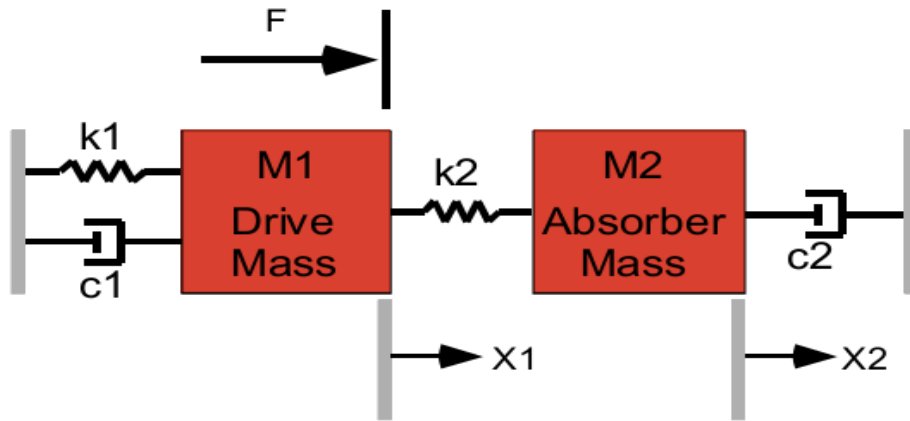 F
k1
M1
Drive
Mass
c1
k2
M2
Absorber
Mass
c2
X1
X2